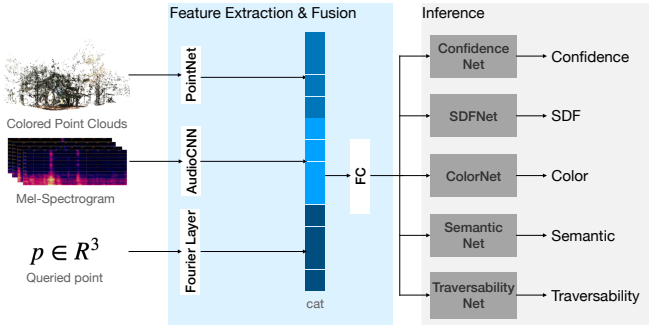 Feature Extraction & Fusion
Inference
PointNet
Colored Point Clouds
AudioCNN
Mel-Spectrogram
Fourier Layer
p ∈ R³
Queried point
cat
FC
Confidence
Net
Confidence
SDFNet
SDF
ColorNet
Color
Semantic
Net
Semantic
Traversability
Net
Traversability